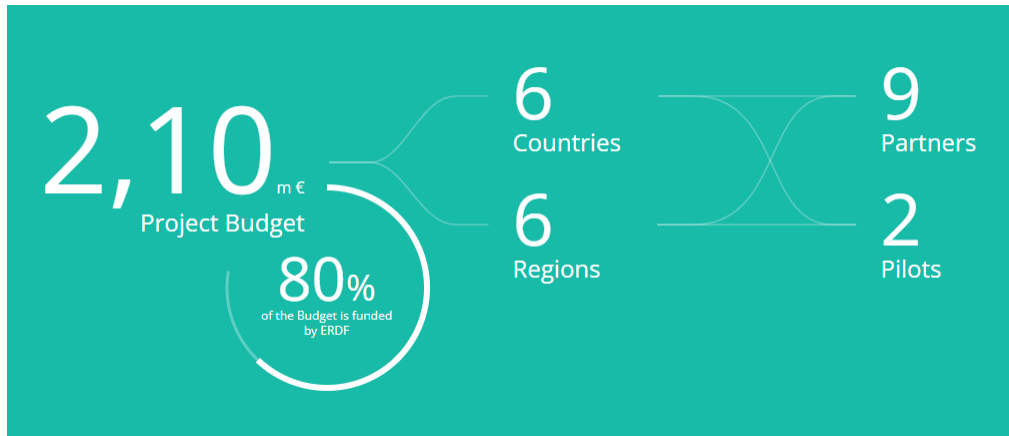 2,10 m €
Project Budget
80%
of the Budget is funded
by ERDF
6
Countries
6
Regions
9
Partners
2
Pilots